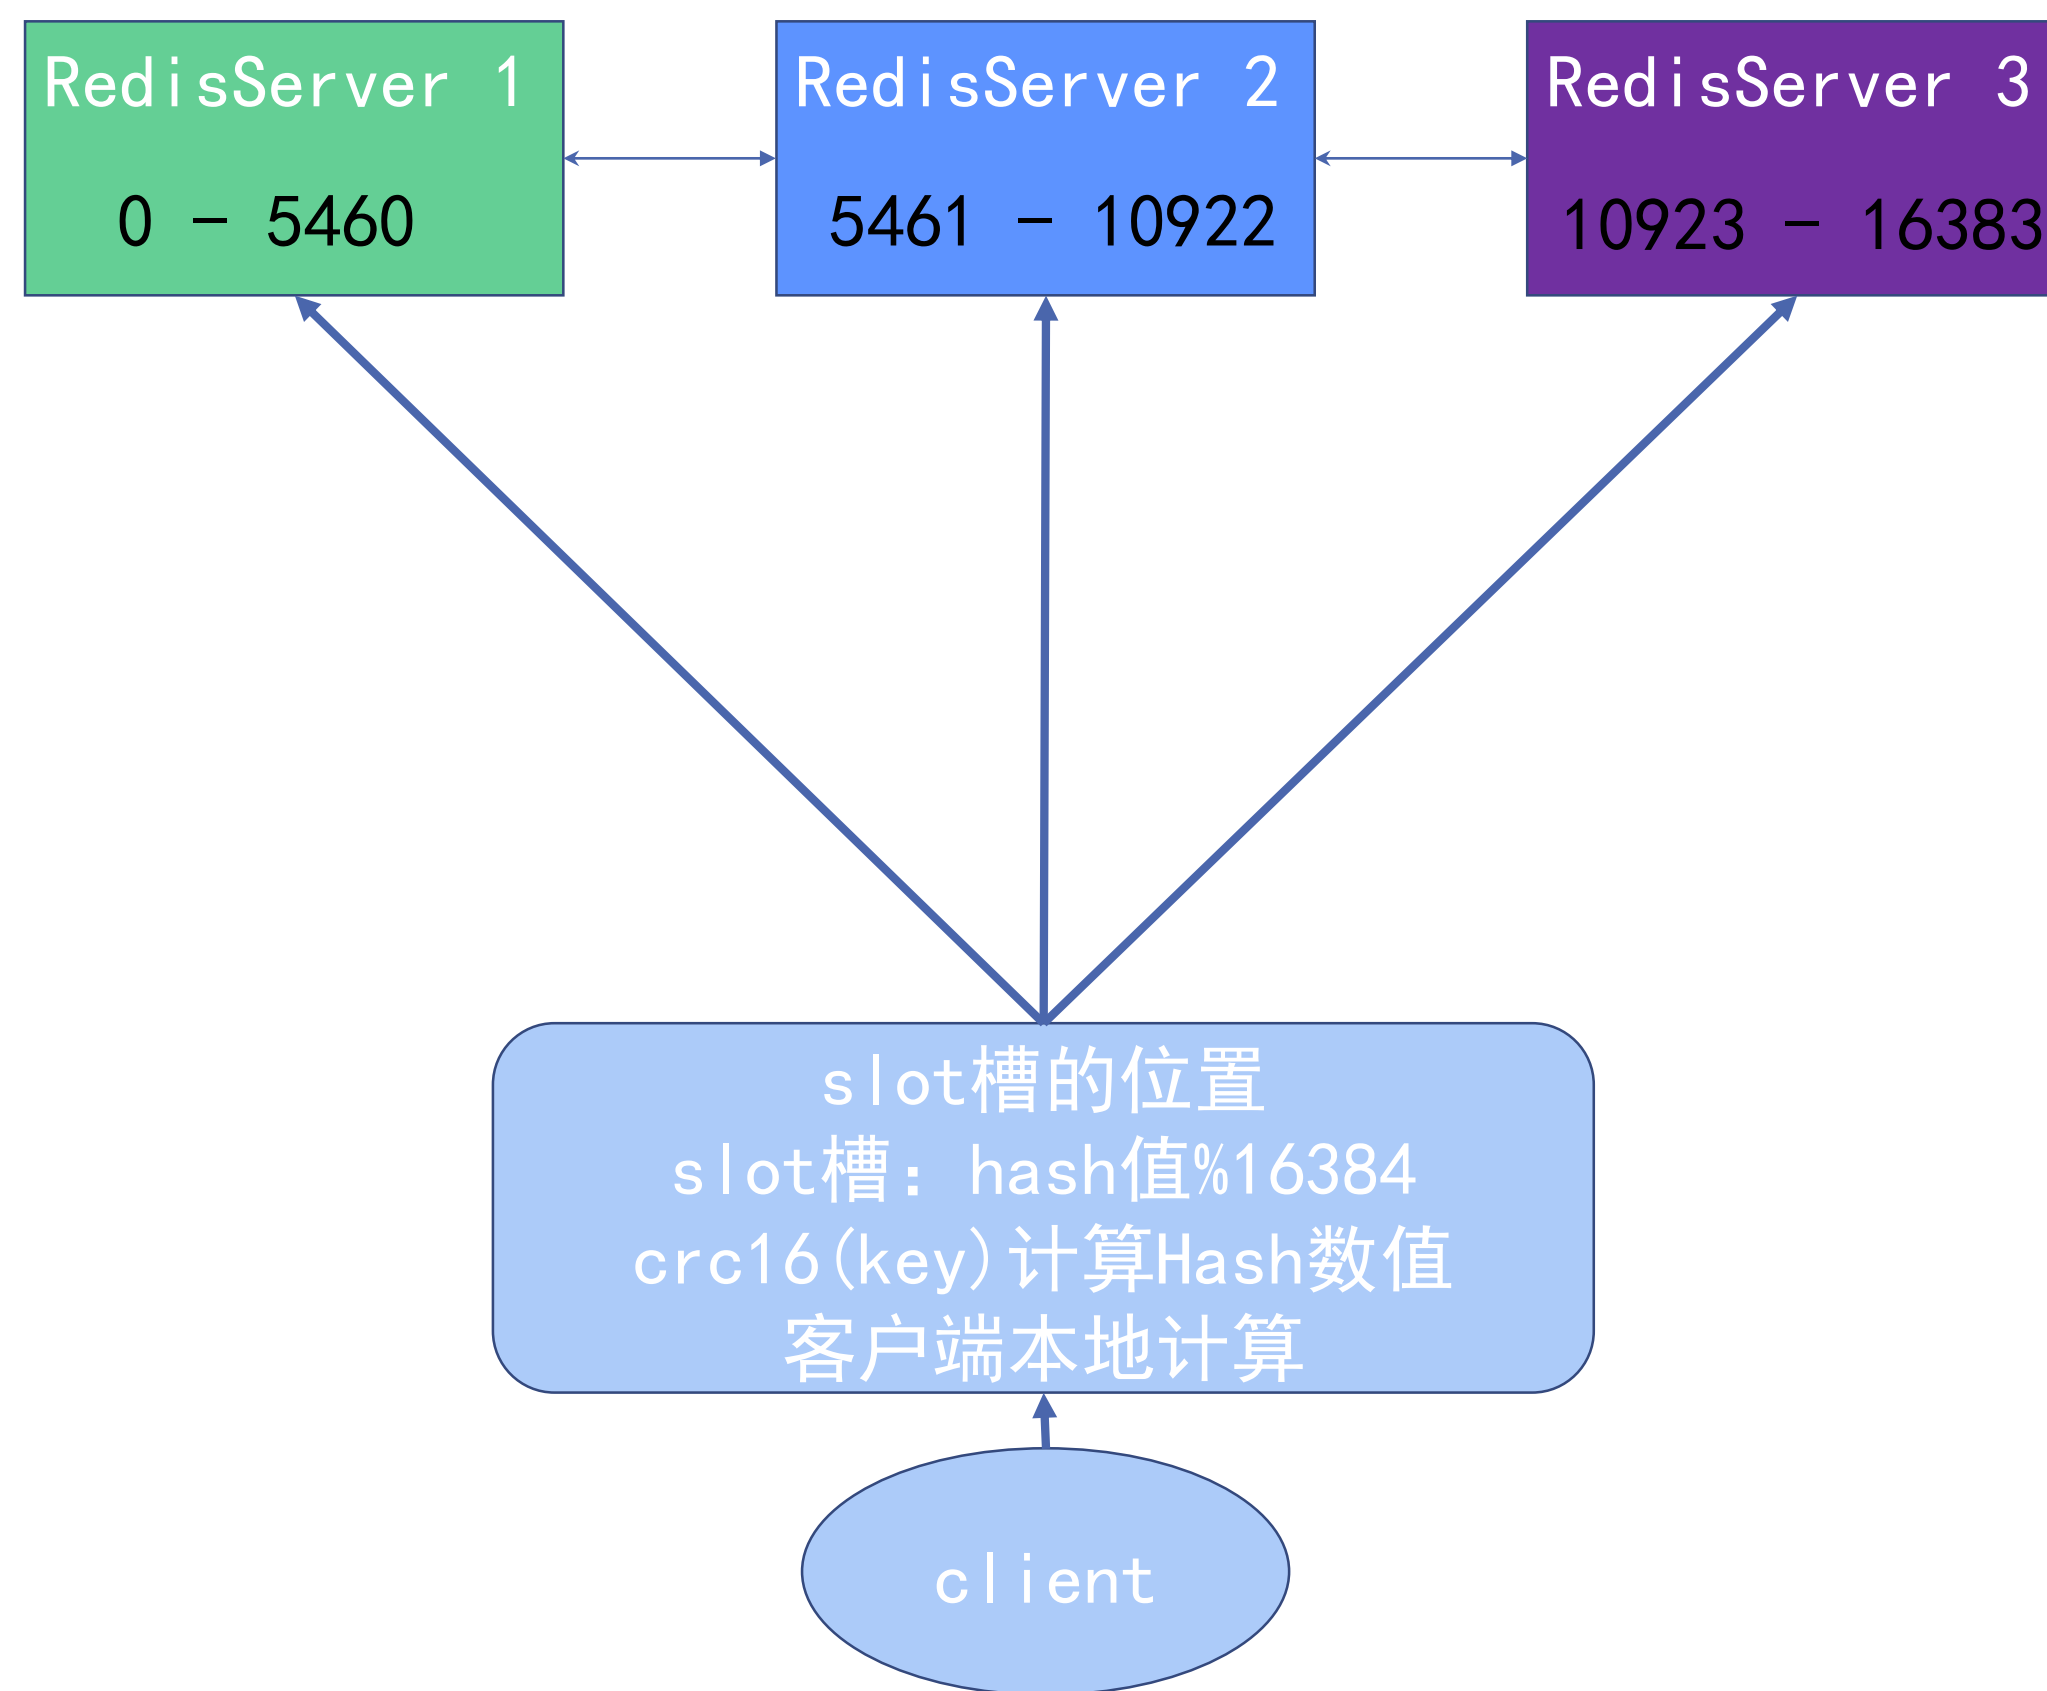 RedisServer 1
0 - 5460
RedisServer 2
5461 - 10922
RedisServer 3
10923 - 16383
slot槽的位置
slot槽：hash值%16384
crc16(key)计算Hash数值
客户端本地计算
client